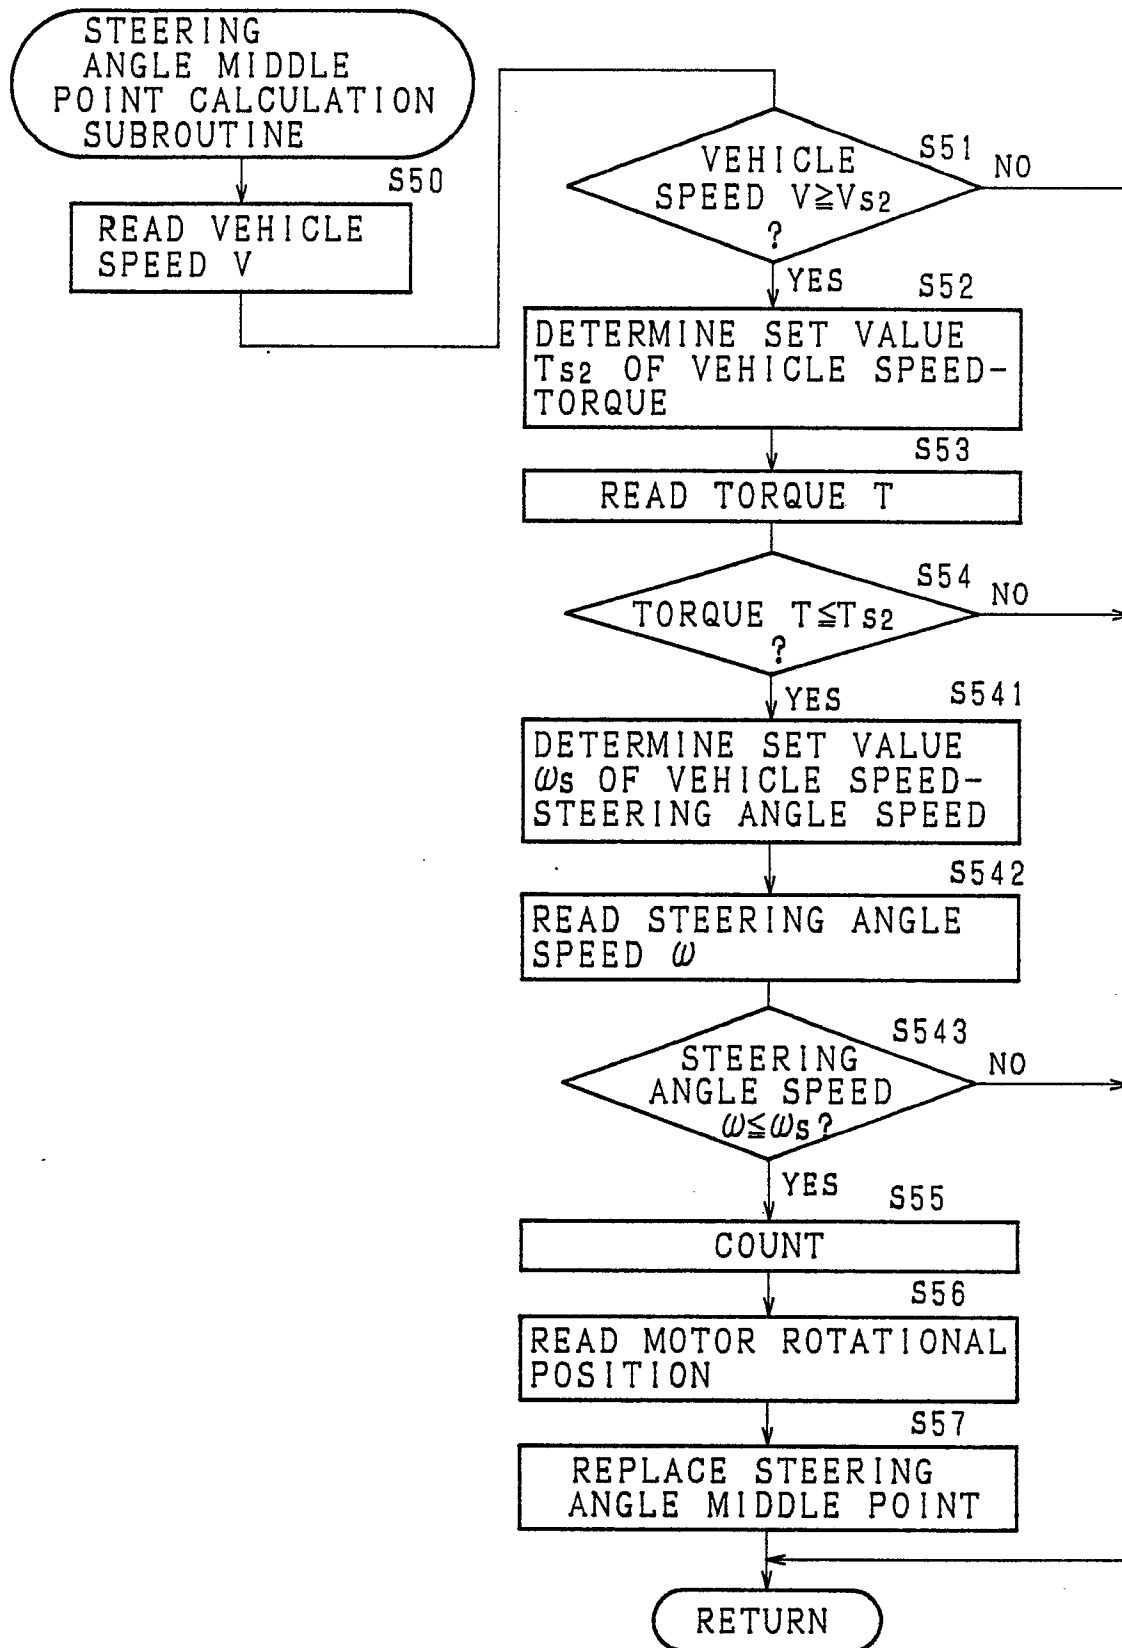 STEERING
ANGLE MIDDLE
POINT CALCULATION
SUBROUTINE
S50
READ VEHICLE
SPEED V
S51
VEHICLE
SPEED V≧Vs2
?
NO
YES
S52
DETERMINE SET VALUE
Ts2 OF VEHICLE SPEED-
TORQUE
S53
READ TORQUE T
S54
TORQUE T≦Ts2
?
NO
YES
S541
DETERMINE SET VALUE
ωs OF VEHICLE SPEED-
STEERING ANGLE SPEED
S542
READ STEERING ANGLE
SPEED ω
S543
STEERING
ANGLE SPEED
ω≦ωs?
NO
YES
S55
COUNT
S56
READ MOTOR ROTATIONAL
POSITION
S57
REPLACE STEERING
ANGLE MIDDLE POINT
RETURN